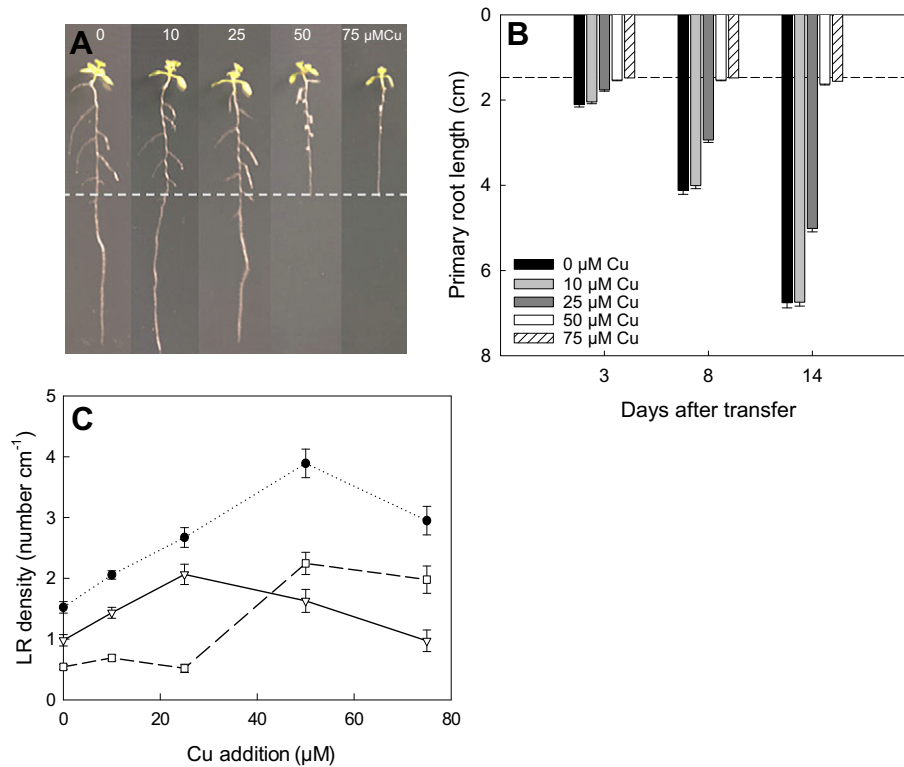 A
0 10 25 50 75 µMCu
B
0
2
4
6
8
Primary root length (cm)
0 µM Cu
10 µM Cu
25 µM Cu
50 µM Cu
75 µM Cu
3 8 14
Days after transfer
C
5
4
3
2
1
0
LR density (number cm⁻¹)
0 20 40 60 80
Cu addition (µM)